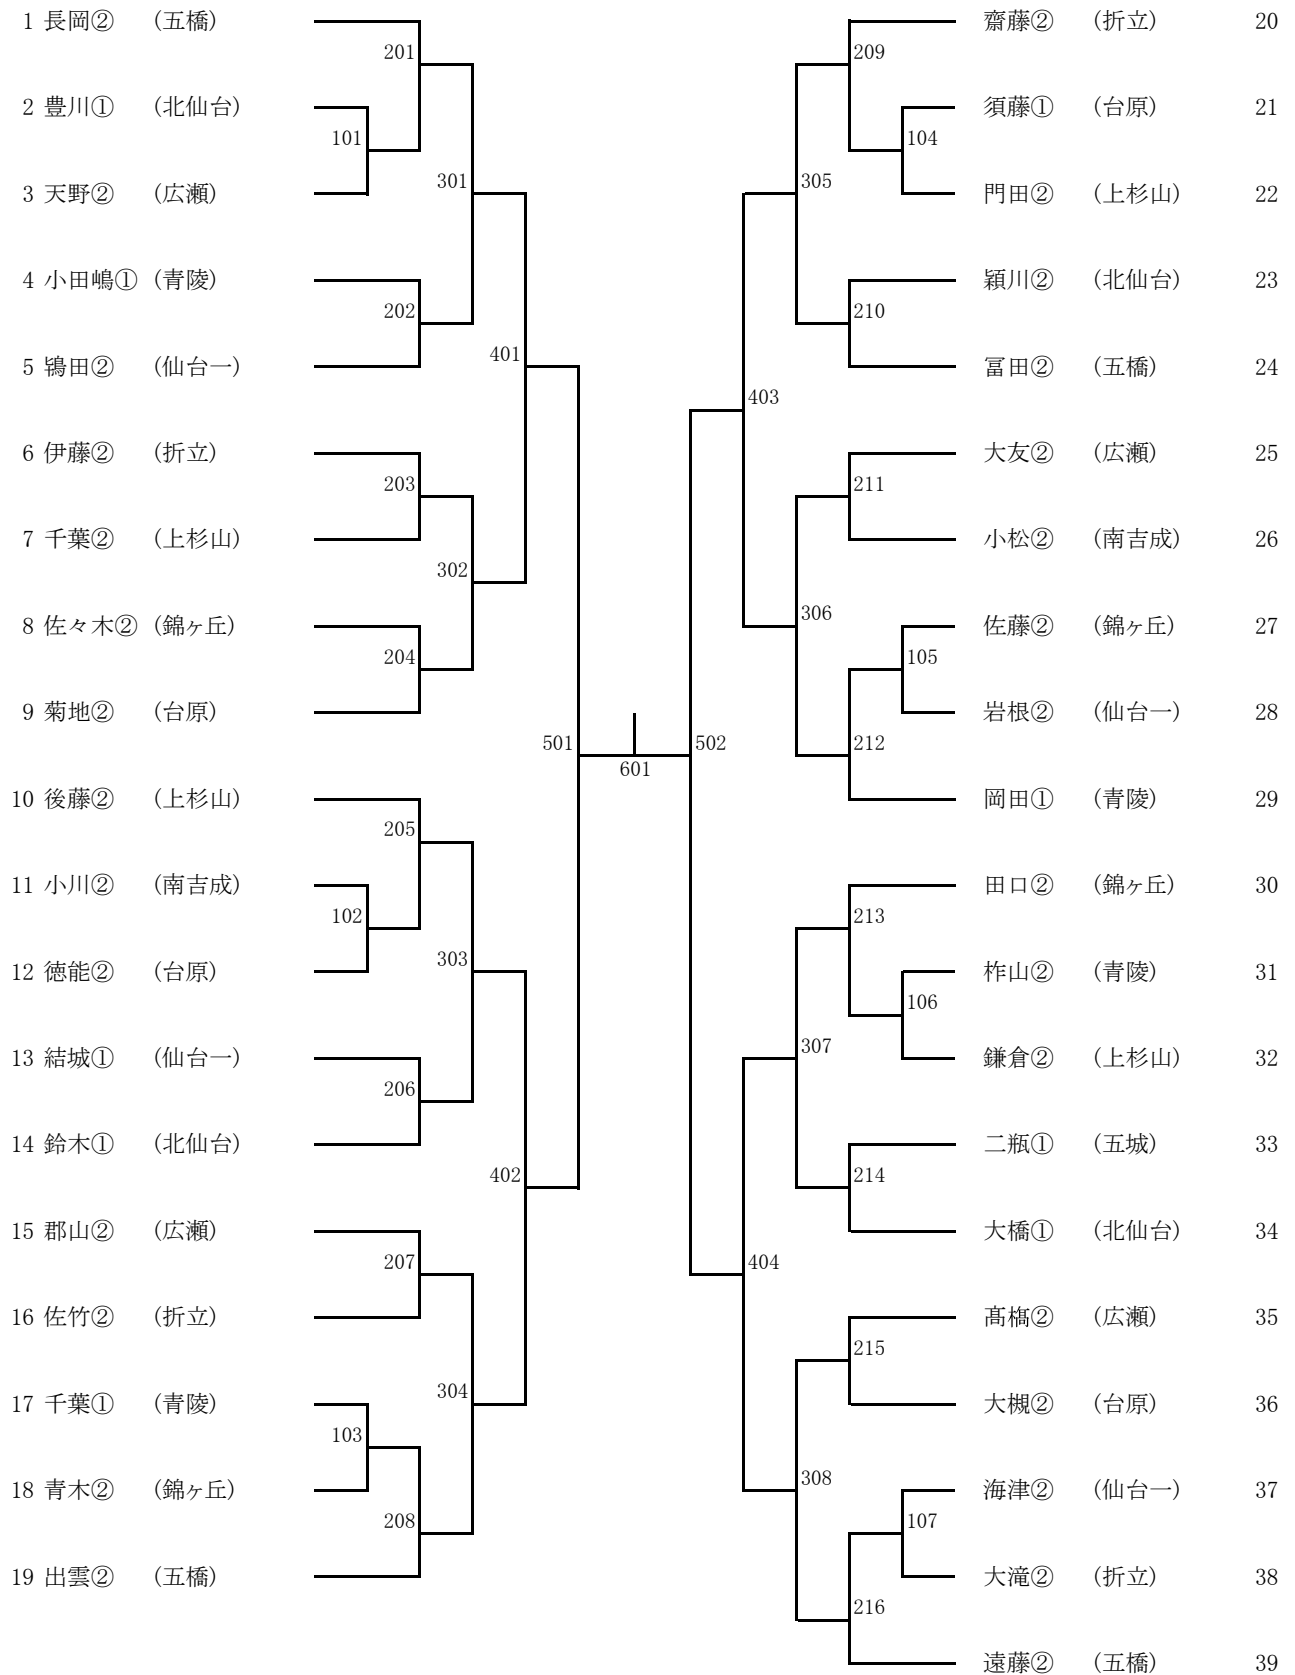 1 長岡② (五橋)
201
2 豊川① (北仙台)
101
3 天野② (広瀬)
301
4 小田嶋① (青陵)
202
5 鴇田② (仙台一)
401
6 伊藤② (折立)
203
7 千葉② (上杉山)
302
8 佐々木② (錦ヶ丘)
204
9 菊地② (台原)
501
10 後藤② (上杉山)
205
11 小川② (南吉成)
102
12 徳能② (台原)
303
13 結城① (仙台一)
206
14 鈴木① (北仙台)
402
15 郡山② (広瀬)
207
16 佐竹② (折立)
304
17 千葉① (青陵)
103
18 青木② (錦ヶ丘)
208
19 出雲② (五橋)
601
齋藤② (折立) 20
209
須藤① (台原) 21
104
門田② (上杉山) 22
305
穎川② (北仙台) 23
210
冨田② (五橋) 24
403
大友② (広瀬) 25
211
小松② (南吉成) 26
306
佐藤② (錦ヶ丘) 27
105
岩根② (仙台一) 28
212
502
岡田① (青陵) 29
田口② (錦ヶ丘) 30
213
柞山② (青陵) 31
106
鎌倉② (上杉山) 32
307
二瓶① (五城) 33
214
大橋① (北仙台) 34
404
髙橋② (広瀬) 35
215
大槻② (台原) 36
308
海津② (仙台一) 37
107
大滝② (折立) 38
216
遠藤② (五橋) 39